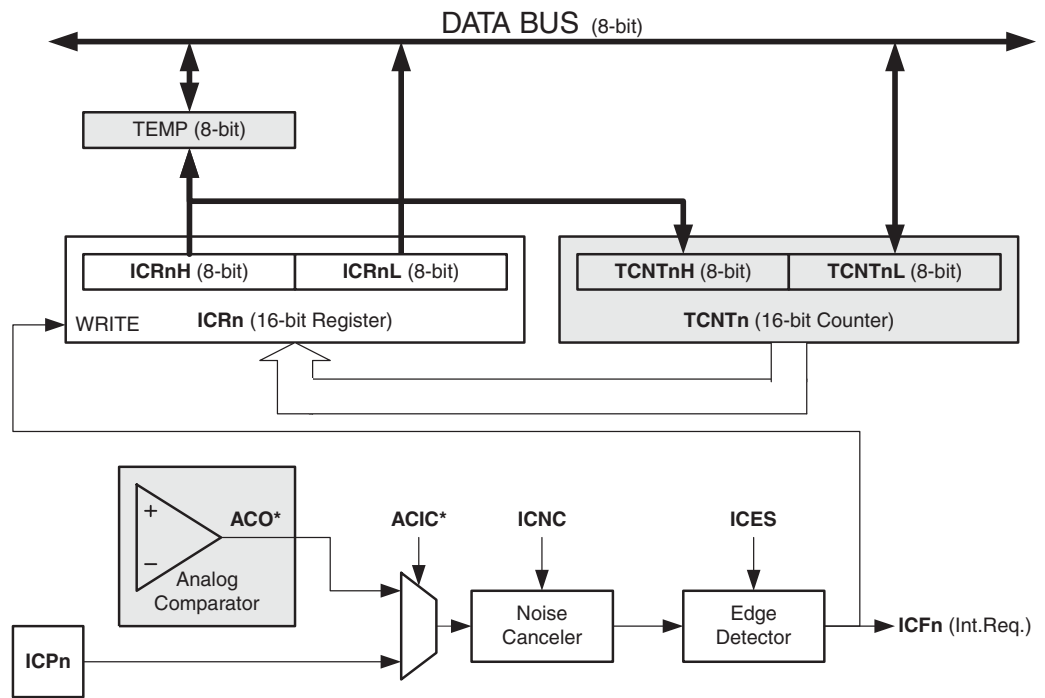 DATA BUS (8-bit)
TEMP (8-bit)
ICRnH (8-bit) ICRnL (8-bit) TCNTnH (8-bit) TCNTnL (8-bit)
WRITE ICRn (16-bit Register) TCNTn (16-bit Counter)
+
ACO* ACIC* ICNC ICES
−
Analog
Comparator
Noise
Canceler
Edge
Detector
ICFn (Int.Req.)
ICPn